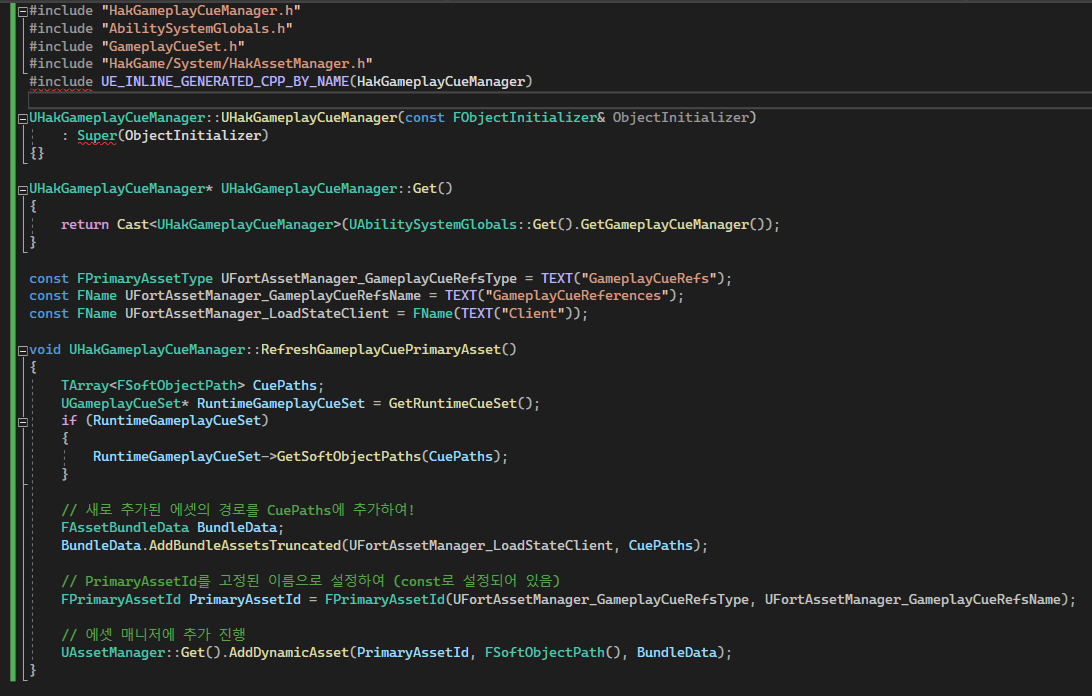 #include "HakGameplayCueManager.h"
#include "AbilitySystemGlobals.h"
#include "GameplayCueSet.h"
#include "HakGame/System/HakAssetManager.h"
#include UE_INLINE_GENERATED_CPP_BY_NAME(HakGameplayCueManager)
UHakGameplayCueManager::UHakGameplayCueManager(const FObjectInitializer& ObjectInitializer)
: Super(ObjectInitializer)
{}
UHakGameplayCueManager* UHakGameplayCueManager::Get()
{
return Cast<UHakGameplayCueManager>(UAbilitySystemGlobals::Get().GetGameplayCueManager());
}
const FPrimaryAssetType UFortAssetManager_GameplayCueRefsType = TEXT("GameplayCueRefs");
const FName UFortAssetManager_GameplayCueRefsName = TEXT("GameplayCueReferences");
const FName UFortAssetManager_LoadStateClient = FName(TEXT("Client"));
void UHakGameplayCueManager::RefreshGameplayCuePrimaryAsset()
{
TArray<FSoftObjectPath> CuePaths;
UGameplayCueSet* RuntimeGameplayCueSet = GetRuntimeCueSet();
if (RuntimeGameplayCueSet)
{
RuntimeGameplayCueSet->GetSoftObjectPaths(CuePaths);
}
// 새로 추가된 에셋의 경로를 CuePaths에 추가하여!
FAssetBundleData BundleData;
BundleData.AddBundleAssetsTruncated(UFortAssetManager_LoadStateClient, CuePaths);
// PrimaryAssetId를 고정된 이름으로 설정하여 (const로 설정되어 있음)
FPrimaryAssetId PrimaryAssetId = FPrimaryAssetId(UFortAssetManager_GameplayCueRefsType, UFortAssetManager_GameplayCueRefsName);
// 에셋 매니저에 추가 진행
UAssetManager::Get().AddDynamicAsset(PrimaryAssetId, FSoftObjectPath(), BundleData);
}